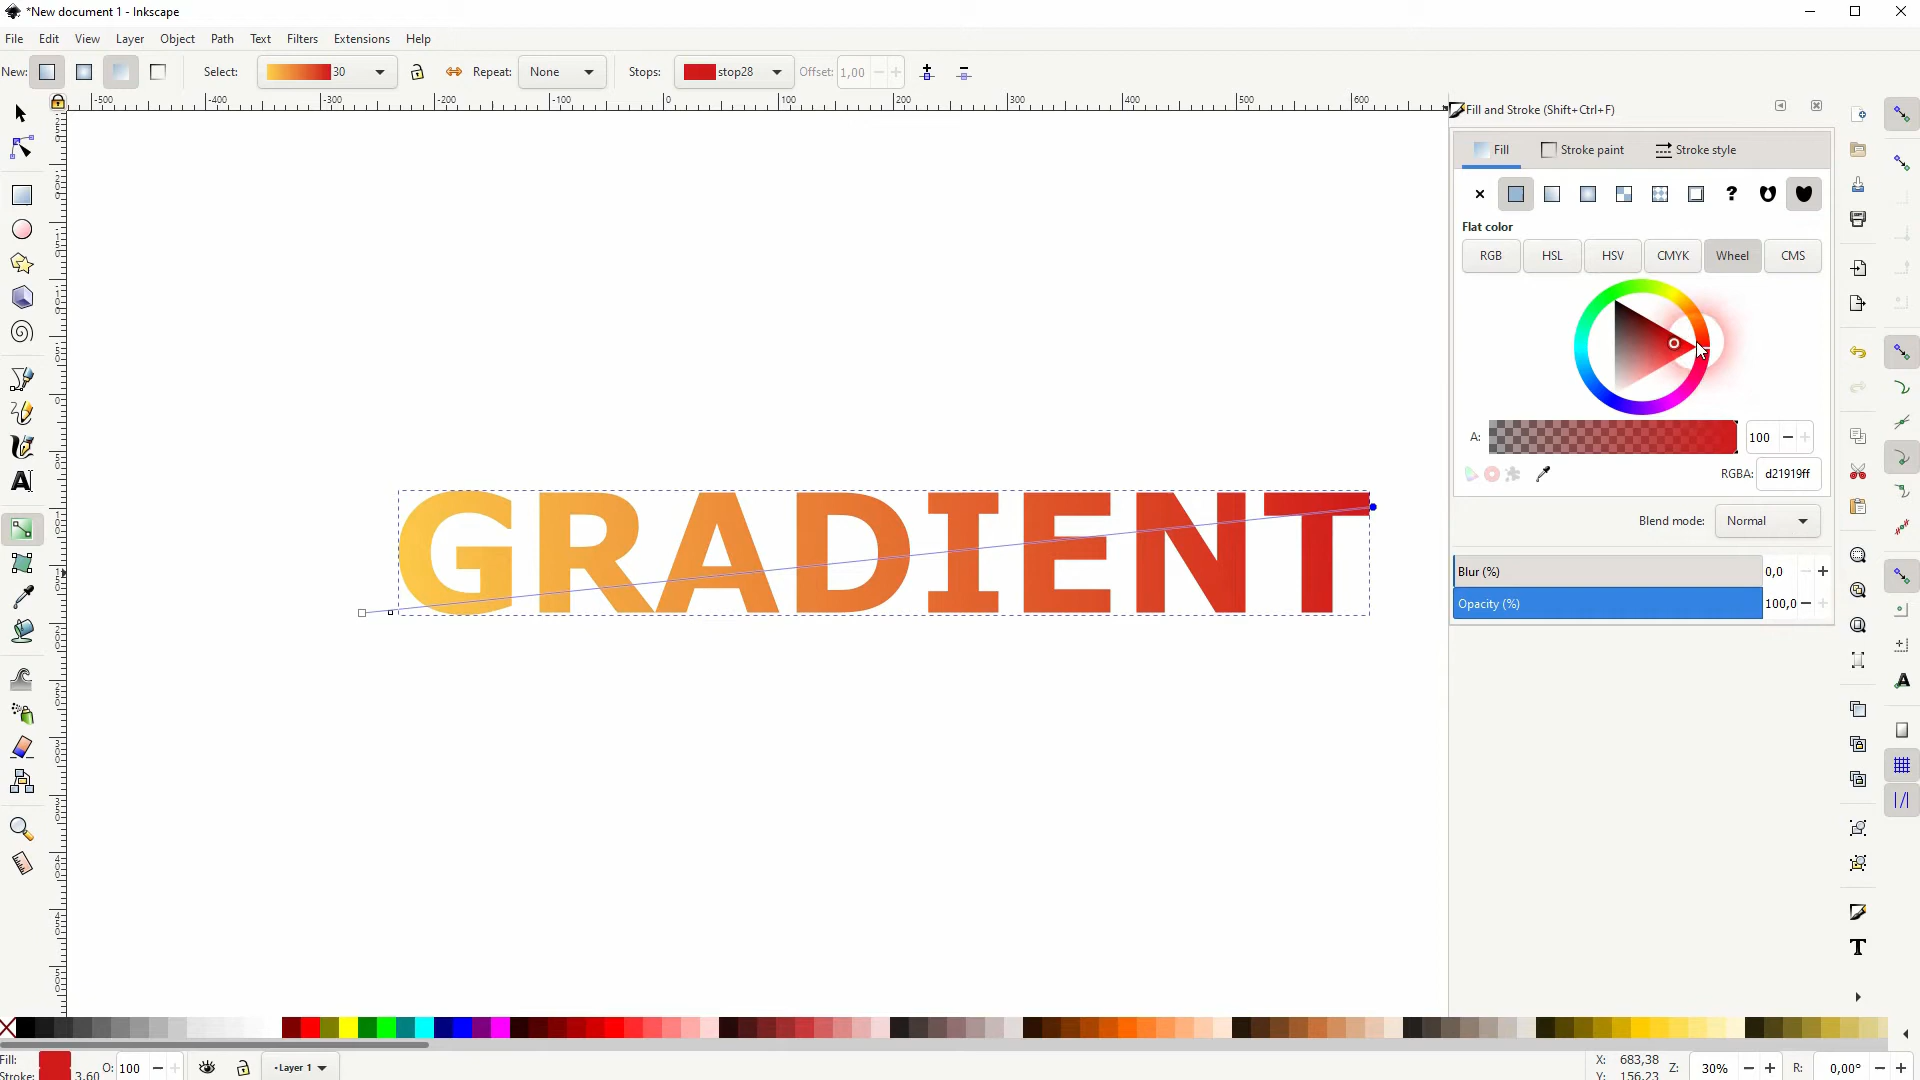 *New document 1 - Inkscape
File Edit View Layer Object Path Text Filters Extensions Help
New: Select: 30 Repeat: None Stops: stop28 Offset: 1,00
-500 -400 -300 -200 -100 0 100 200 300 400 500 600
Fill and Stroke (Shift+Ctrl+F)
Fill Stroke paint Stroke style
?
Flat color
RGB HSL HSV CMYK Wheel CMS
A: 100
RGBA: d21919ff
GRADIENT
Blend mode: Normal
Blur (%) 0,0
Opacity (%) 100,0
Fill:
Stroke: 3,60 O: 100 •Layer 1
X: 683,38
Y: 156,23
Z: 30% R: 0,00°